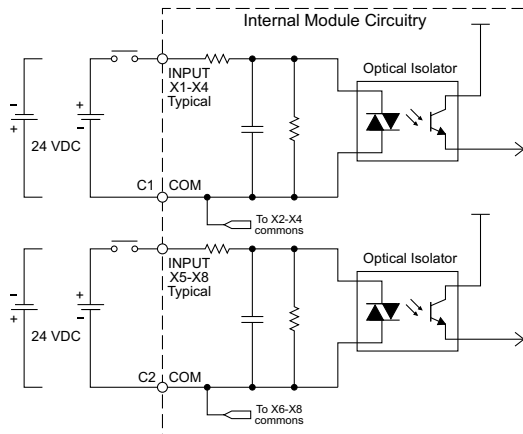 Internal Module Circuitry
INPUT
X1-X4
Typical
Optical Isolator
-
+
+
-
24 VDC
C1
COM
To X2-X4
commons
INPUT
X5-X8
Typical
Optical Isolator
-
+
+
-
24 VDC
C2
COM
To X6-X8
commons